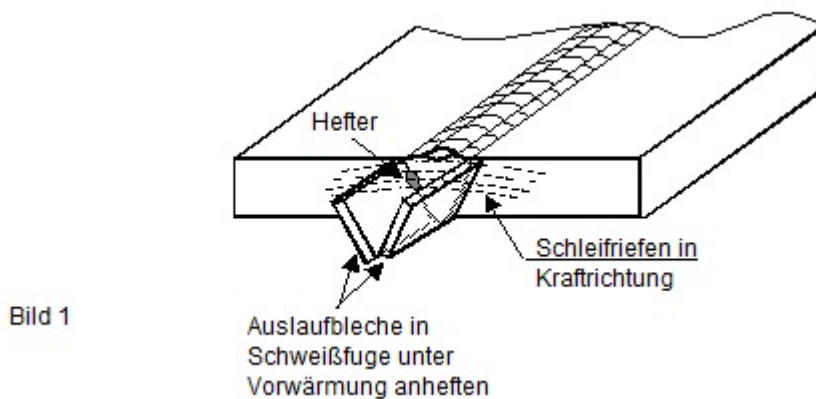 Hefter
Schleifriefen in
Kraftrichtung
Bild 1
Auslaufbleche in
Schweißfuge unter
Vorwärmung anheften